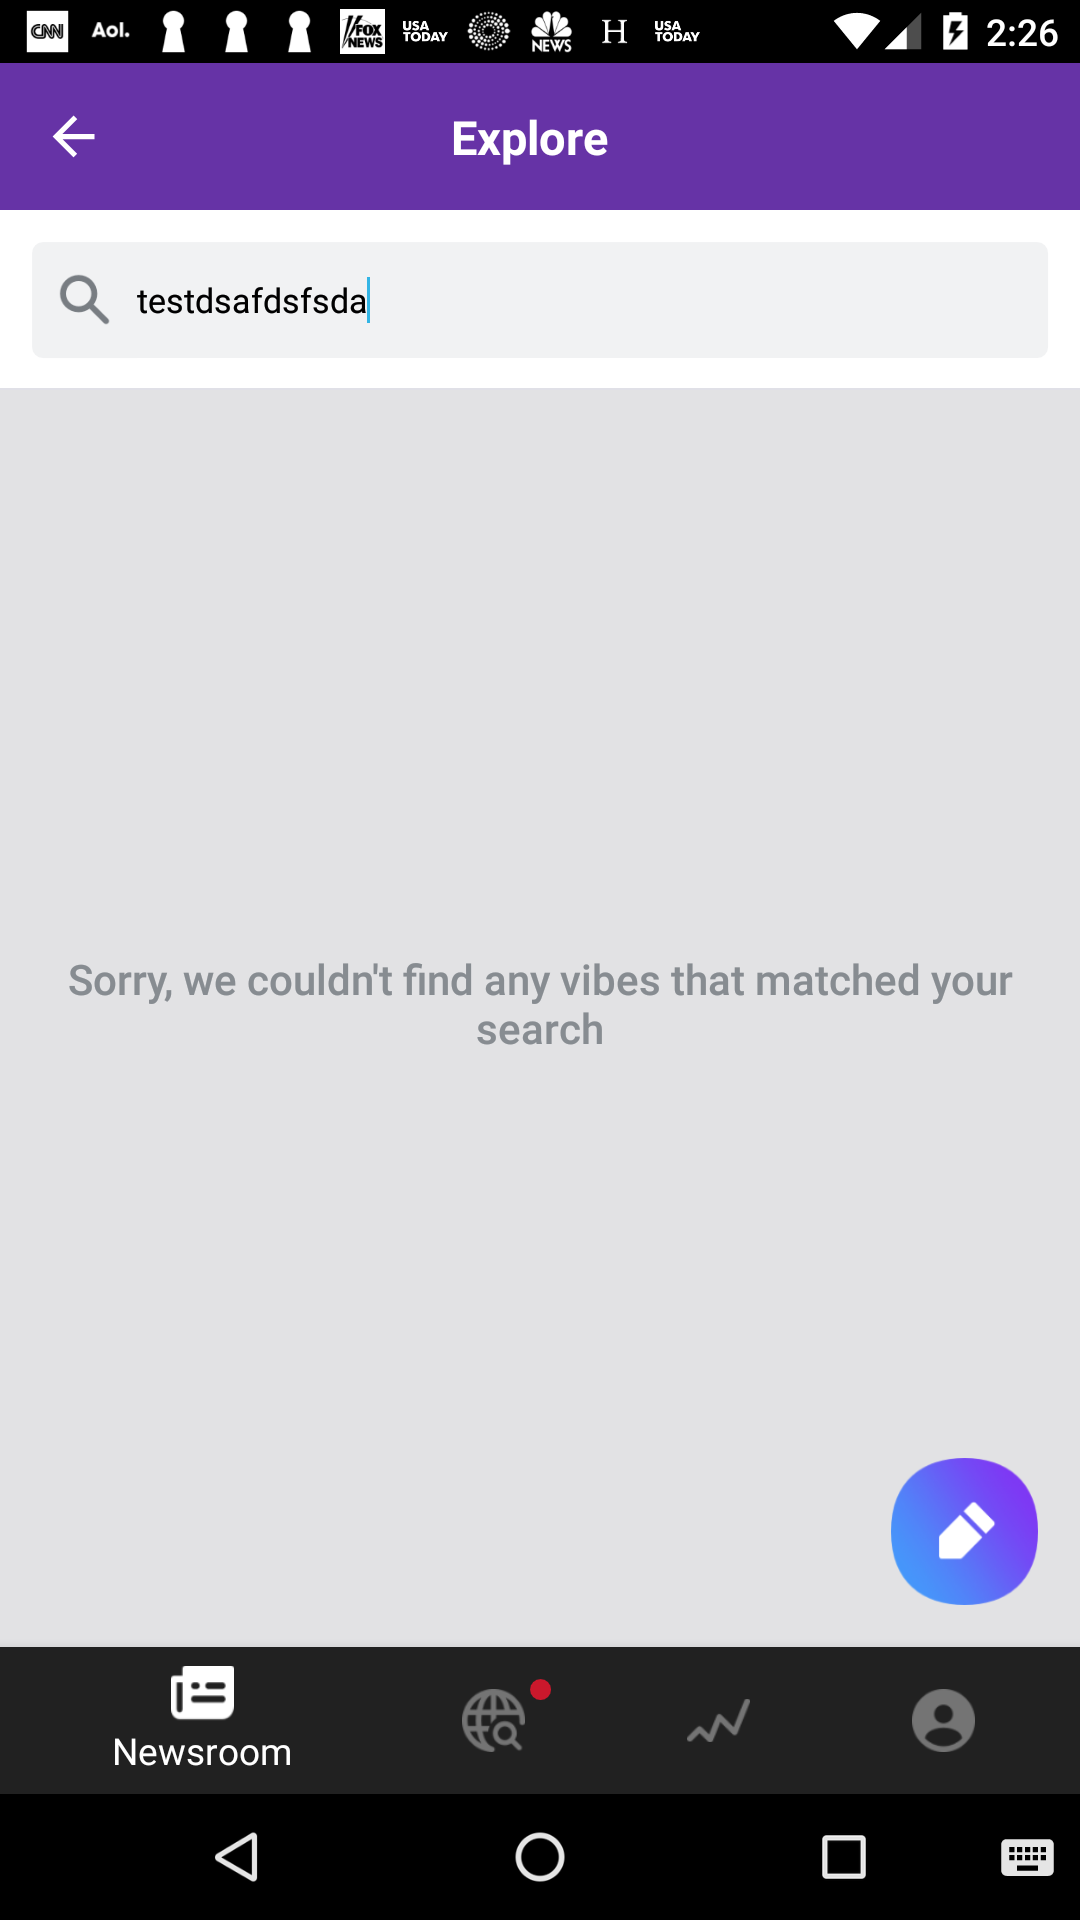 CNN Aol. FOX NEWS USA TODAY NEWS H USA TODAY 2:26
Explore
testdsafdsfsda
Sorry, we couldn't find any vibes that matched your
search
Newsroom